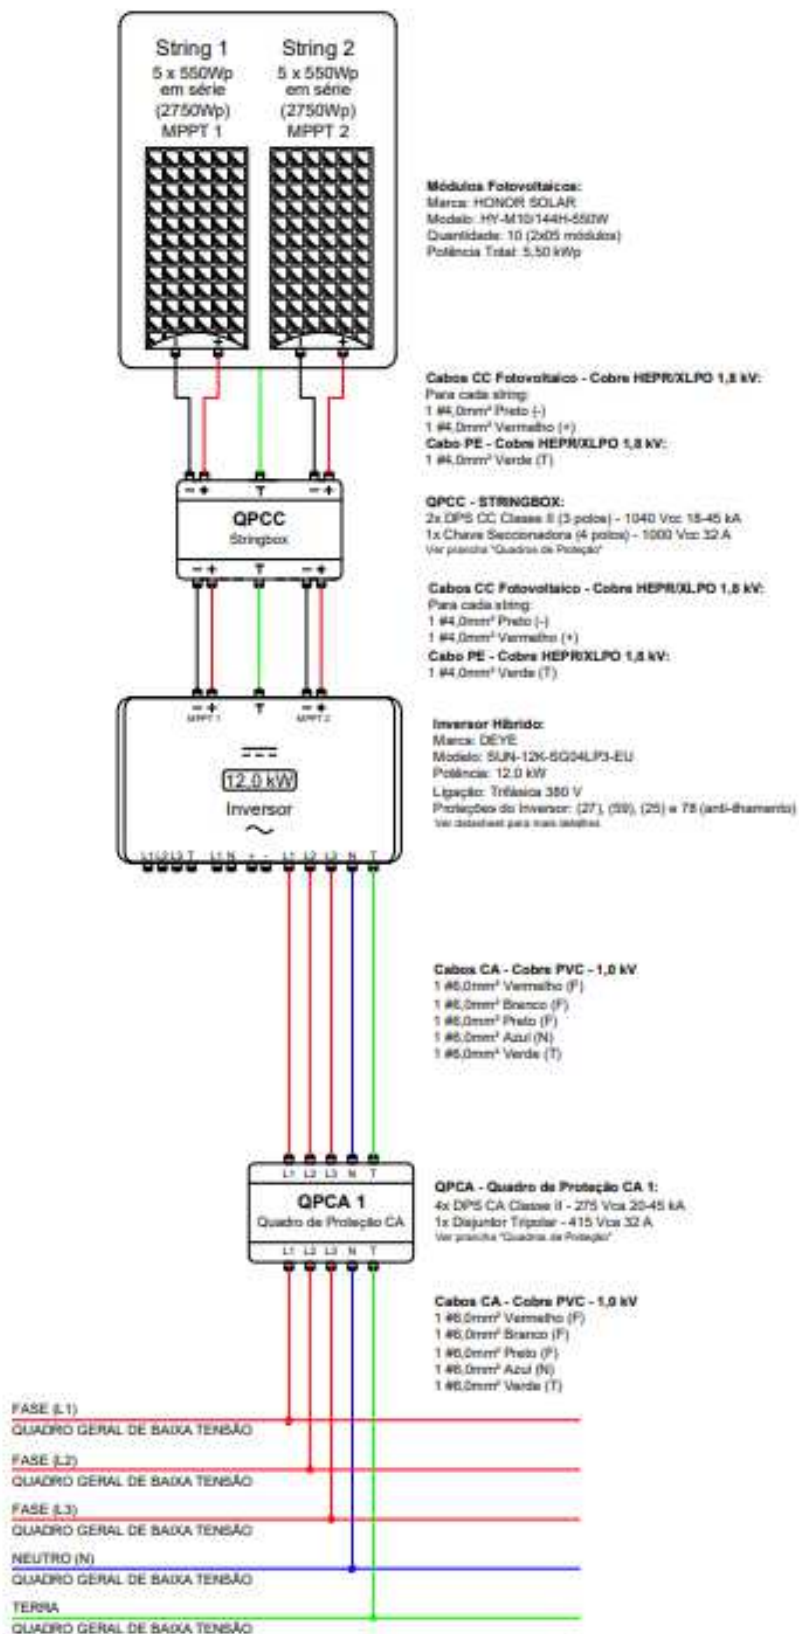 String 1
5 x 550Wp
em série
(2750Wp)
MPPT 1
String 2
5 x 550Wp
em série
(2750Wp)
MPPT 2
Módulos Fotovoltaicos:
Marca: HONOR SOLAR
Modelo: HY-M10/144H-550W
Quantidade: 10 (2x05 módulos)
Potência Total: 5,50 kWp
Cabos CC Fotovoltaico - Cobre HEPR/XLPO 1,8 kV:
Para cada string:
1 #4,0mm² Preto (-)
1 #4,0mm² Vermelho (+)
Cabo PE - Cobre HEPR/XLPO 1,8 kV:
1 #4,0mm² Verde (T)
- + T - +
QPCC
Stringbox
- + T - +
QPCC - STRINGBOX:
2x DPS CC Classe II (3 polos) - 1040 Vcc 18-45 kA
1x Chave Seccionadora (4 polos) - 1000 Vcc 32 A
Ver prancha "Quadros de Proteção"
Cabos CC Fotovoltaico - Cobre HEPR/XLPO 1,8 kV:
Para cada string:
1 #4,0mm² Preto (-)
1 #4,0mm² Vermelho (+)
Cabo PE - Cobre HEPR/XLPO 1,8 kV:
1 #4,0mm² Verde (T)
- + T - +
MPPT 1 MPPT 2
12,0 kW
Inversor
L1 L2 L3 T L1 N + - L1 L2 L3 N T
Inversor Híbrido:
Marca: DEYE
Modelo: SUN-12K-SG04LP3-EU
Potência: 12,0 kW
Ligação: Trifásica 380 V
Proteções do Inversor: (27), (59), (25) e 78 (anti-ilhamento)
Ver datasheet para mais detalhes
Cabos CA - Cobre PVC - 1,0 kV
1 #6,0mm² Vermelho (F)
1 #6,0mm² Branco (F)
1 #6,0mm² Preto (F)
1 #6,0mm² Azul (N)
1 #6,0mm² Verde (T)
L1 L2 L3 N T
QPCA 1
Quadro de Proteção CA
L1 L2 L3 N T
QPCA - Quadro de Proteção CA 1:
4x DPS CA Classe II - 275 Vca 20-45 kA
1x Disjuntor Tripolar - 415 Vca 32 A
Ver prancha "Quadros de Proteção"
Cabos CA - Cobre PVC - 1,0 kV
1 #6,0mm² Vermelho (F)
1 #6,0mm² Branco (F)
1 #6,0mm² Preto (F)
1 #6,0mm² Azul (N)
1 #6,0mm² Verde (T)
FASE (L1)
QUADRO GERAL DE BAIXA TENSÃO
FASE (L2)
QUADRO GERAL DE BAIXA TENSÃO
FASE (L3)
QUADRO GERAL DE BAIXA TENSÃO
NEUTRO (N)
QUADRO GERAL DE BAIXA TENSÃO
TERRA
QUADRO GERAL DE BAIXA TENSÃO